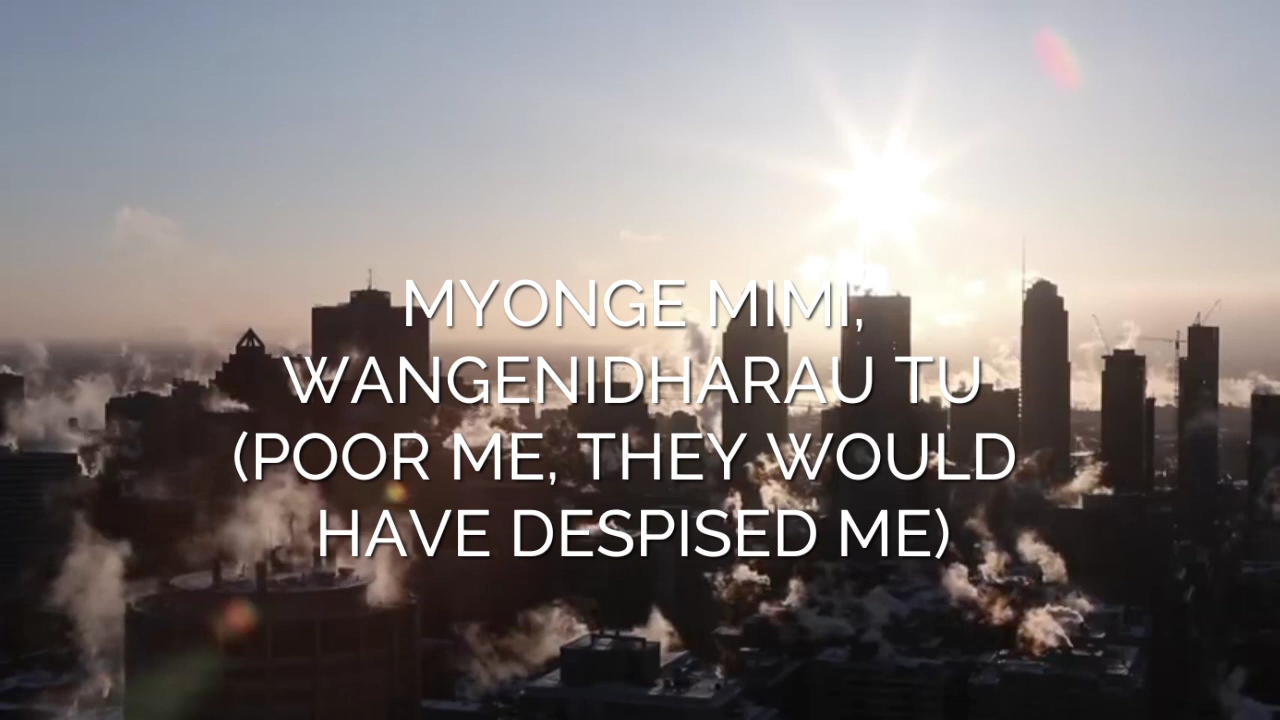 MYONGE MIMI,
WANGENIDHARAU TU
(POOR ME, THEY WOULD
HAVE DESPISED ME)